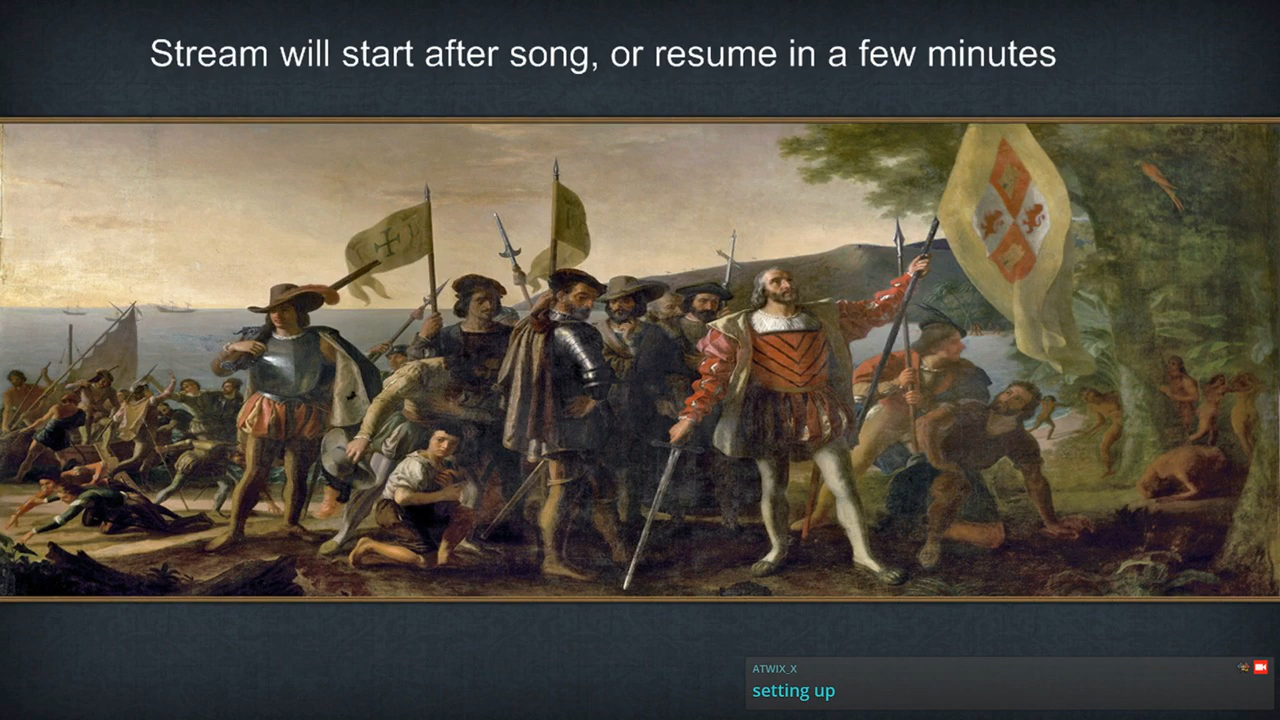 Stream will start after song, or resume in a few minutes
ATWIX_X
setting up